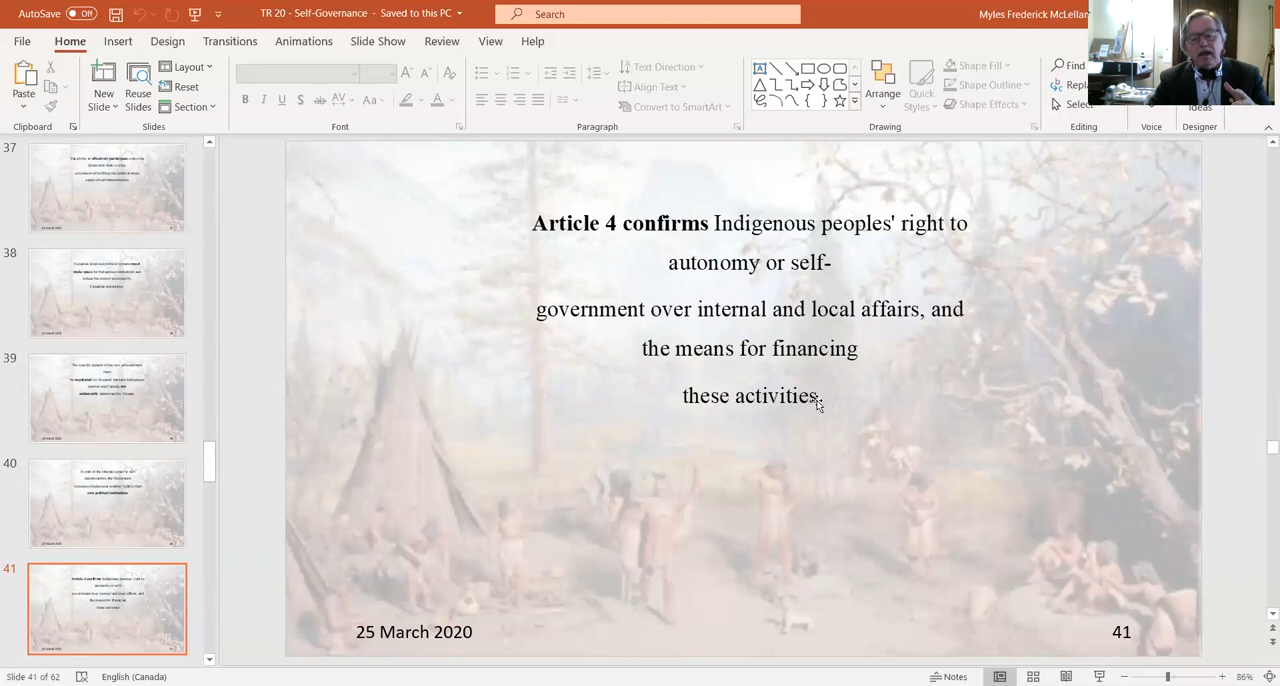 AutoSave Off TR 20 - Self-Governance - Saved to this PC Search Myles Frederick McLellan
File Home Insert Design Transitions Animations Slide Show Review View Help
Paste
Clipboard
New Slide
Reuse Slides
Layout
Reset
Section
Slides
B I U S ab AV Aa A
Font
Text Direction
Align Text
Convert to SmartArt
Paragraph
Arrange
Quick Styles
Shape Fill
Shape Outline
Shape Effects
Drawing
Find
Select
Editing
Voice
Ideas
Designer
37
38
39
40
41
Article 4 confirms Indigenous peoples' right to
autonomy or self-
government over internal and local affairs, and
the means for financing
these activities.
25 March 2020 41
Slide 41 of 62 English (Canada) Notes 86%